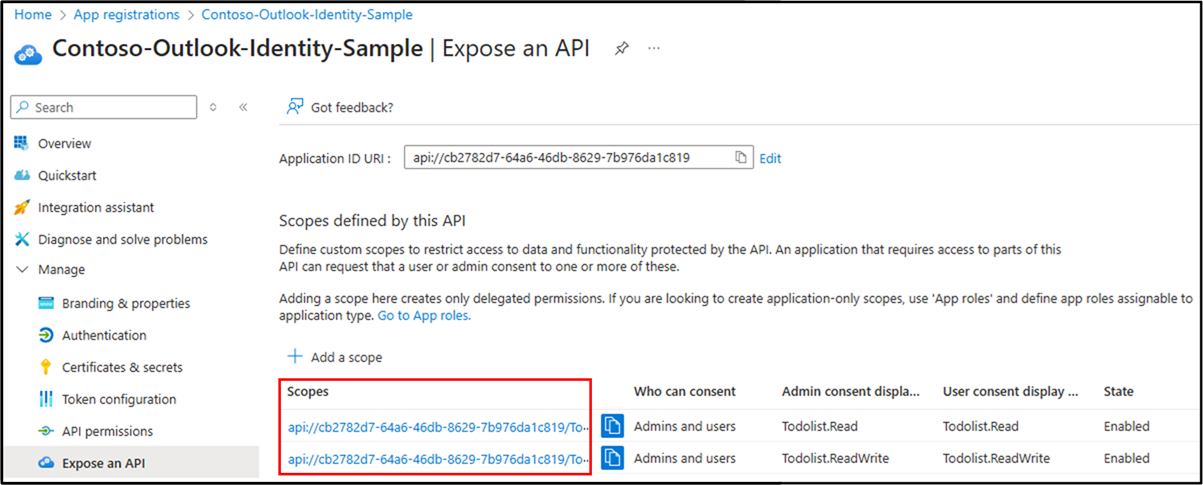 Home > App registrations > Contoso-Outlook-Identity-Sample
Contoso-Outlook-Identity-Sample | Expose an API ...
Search
Overview
Quickstart
Integration assistant
Diagnose and solve problems
Manage
Branding & properties
Authentication
Certificates & secrets
Token configuration
API permissions
Expose an API
Got feedback?
Application ID URI : api://cb2782d7-64a6-46db-8629-7b976da1c819 Edit
Scopes defined by this API
Define custom scopes to restrict access to data and functionality protected by the API. An application that requires access to parts of this
API can request that a user or admin consent to one or more of these.
Adding a scope here creates only delegated permissions. If you are looking to create application-only scopes, use 'App roles' and define app roles assignable to
application type. Go to App roles.
Add a scope
Scopes Who can consent Admin consent displa... User consent display ... State
api://cb2782d7-64a6-46db-8629-7b976da1c819/To... Admins and users Todolist.Read Todolist.Read Enabled
api://cb2782d7-64a6-46db-8629-7b976da1c819/To... Admins and users Todolist.ReadWrite Todolist.ReadWrite Enabled